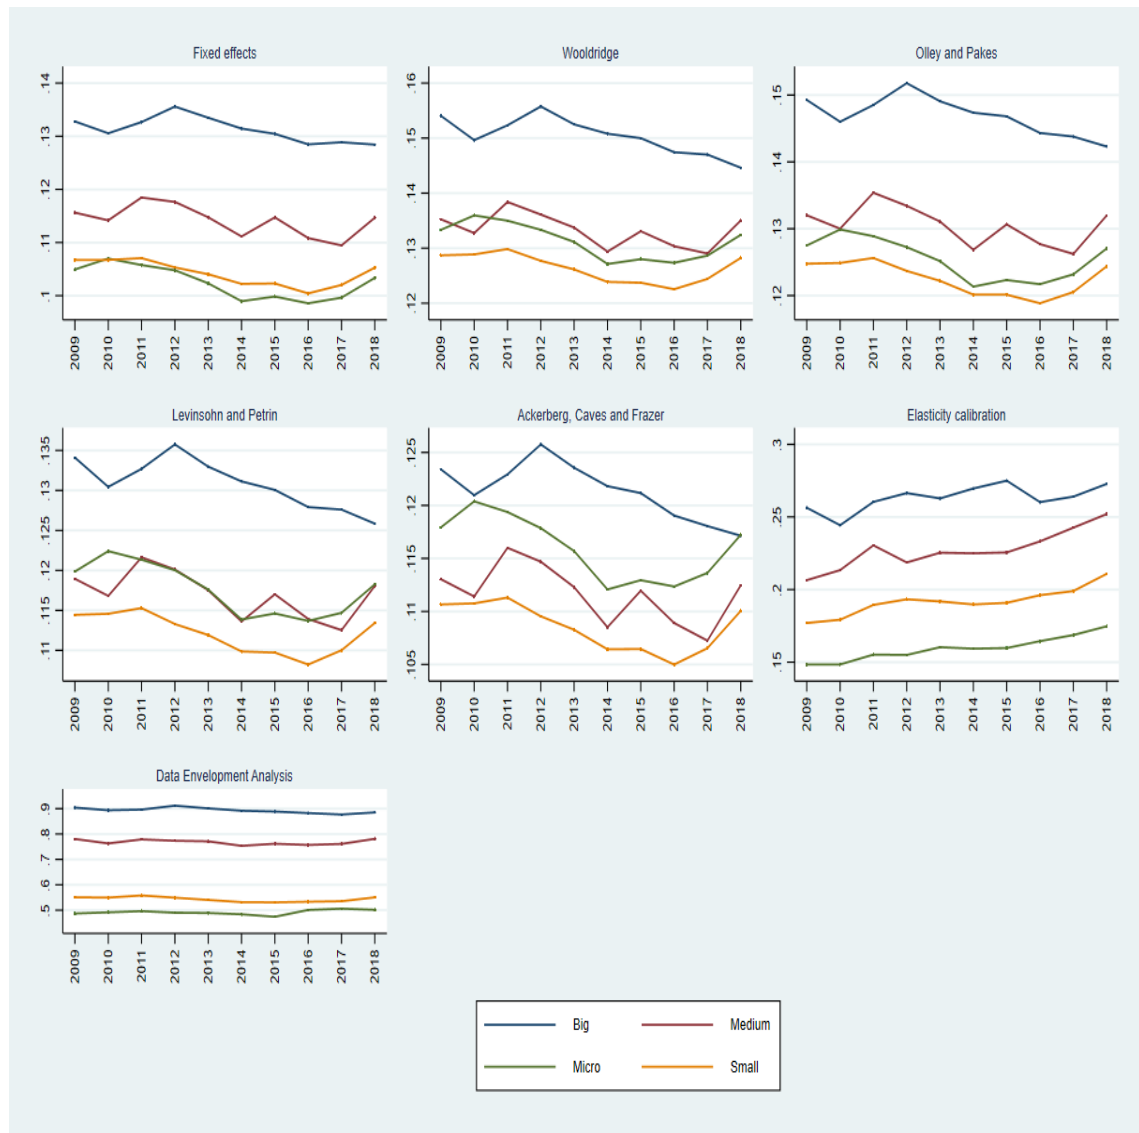 Fixed effects
.14
.13
.12
.11
.1
2009 2010 2011 2012 2013 2014 2015 2016 2017 2018
Wooldridge
.16
.15
.14
.13
.12
2009 2010 2011 2012 2013 2014 2015 2016 2017 2018
Olley and Pakes
.15
.14
.13
.12
2009 2010 2011 2012 2013 2014 2015 2016 2017 2018
Levinsohn and Petrin
.135
.13
.125
.12
.115
.11
2009 2010 2011 2012 2013 2014 2015 2016 2017 2018
Ackerberg, Caves and Frazer
.125
.12
.115
.11
.105
2009 2010 2011 2012 2013 2014 2015 2016 2017 2018
Elasticity calibration
.3
.25
.2
.15
2009 2010 2011 2012 2013 2014 2015 2016 2017 2018
Data Envelopment Analysis
.9
.8
.7
.6
.5
2009 2010 2011 2012 2013 2014 2015 2016 2017 2018
Big Medium
Micro Small